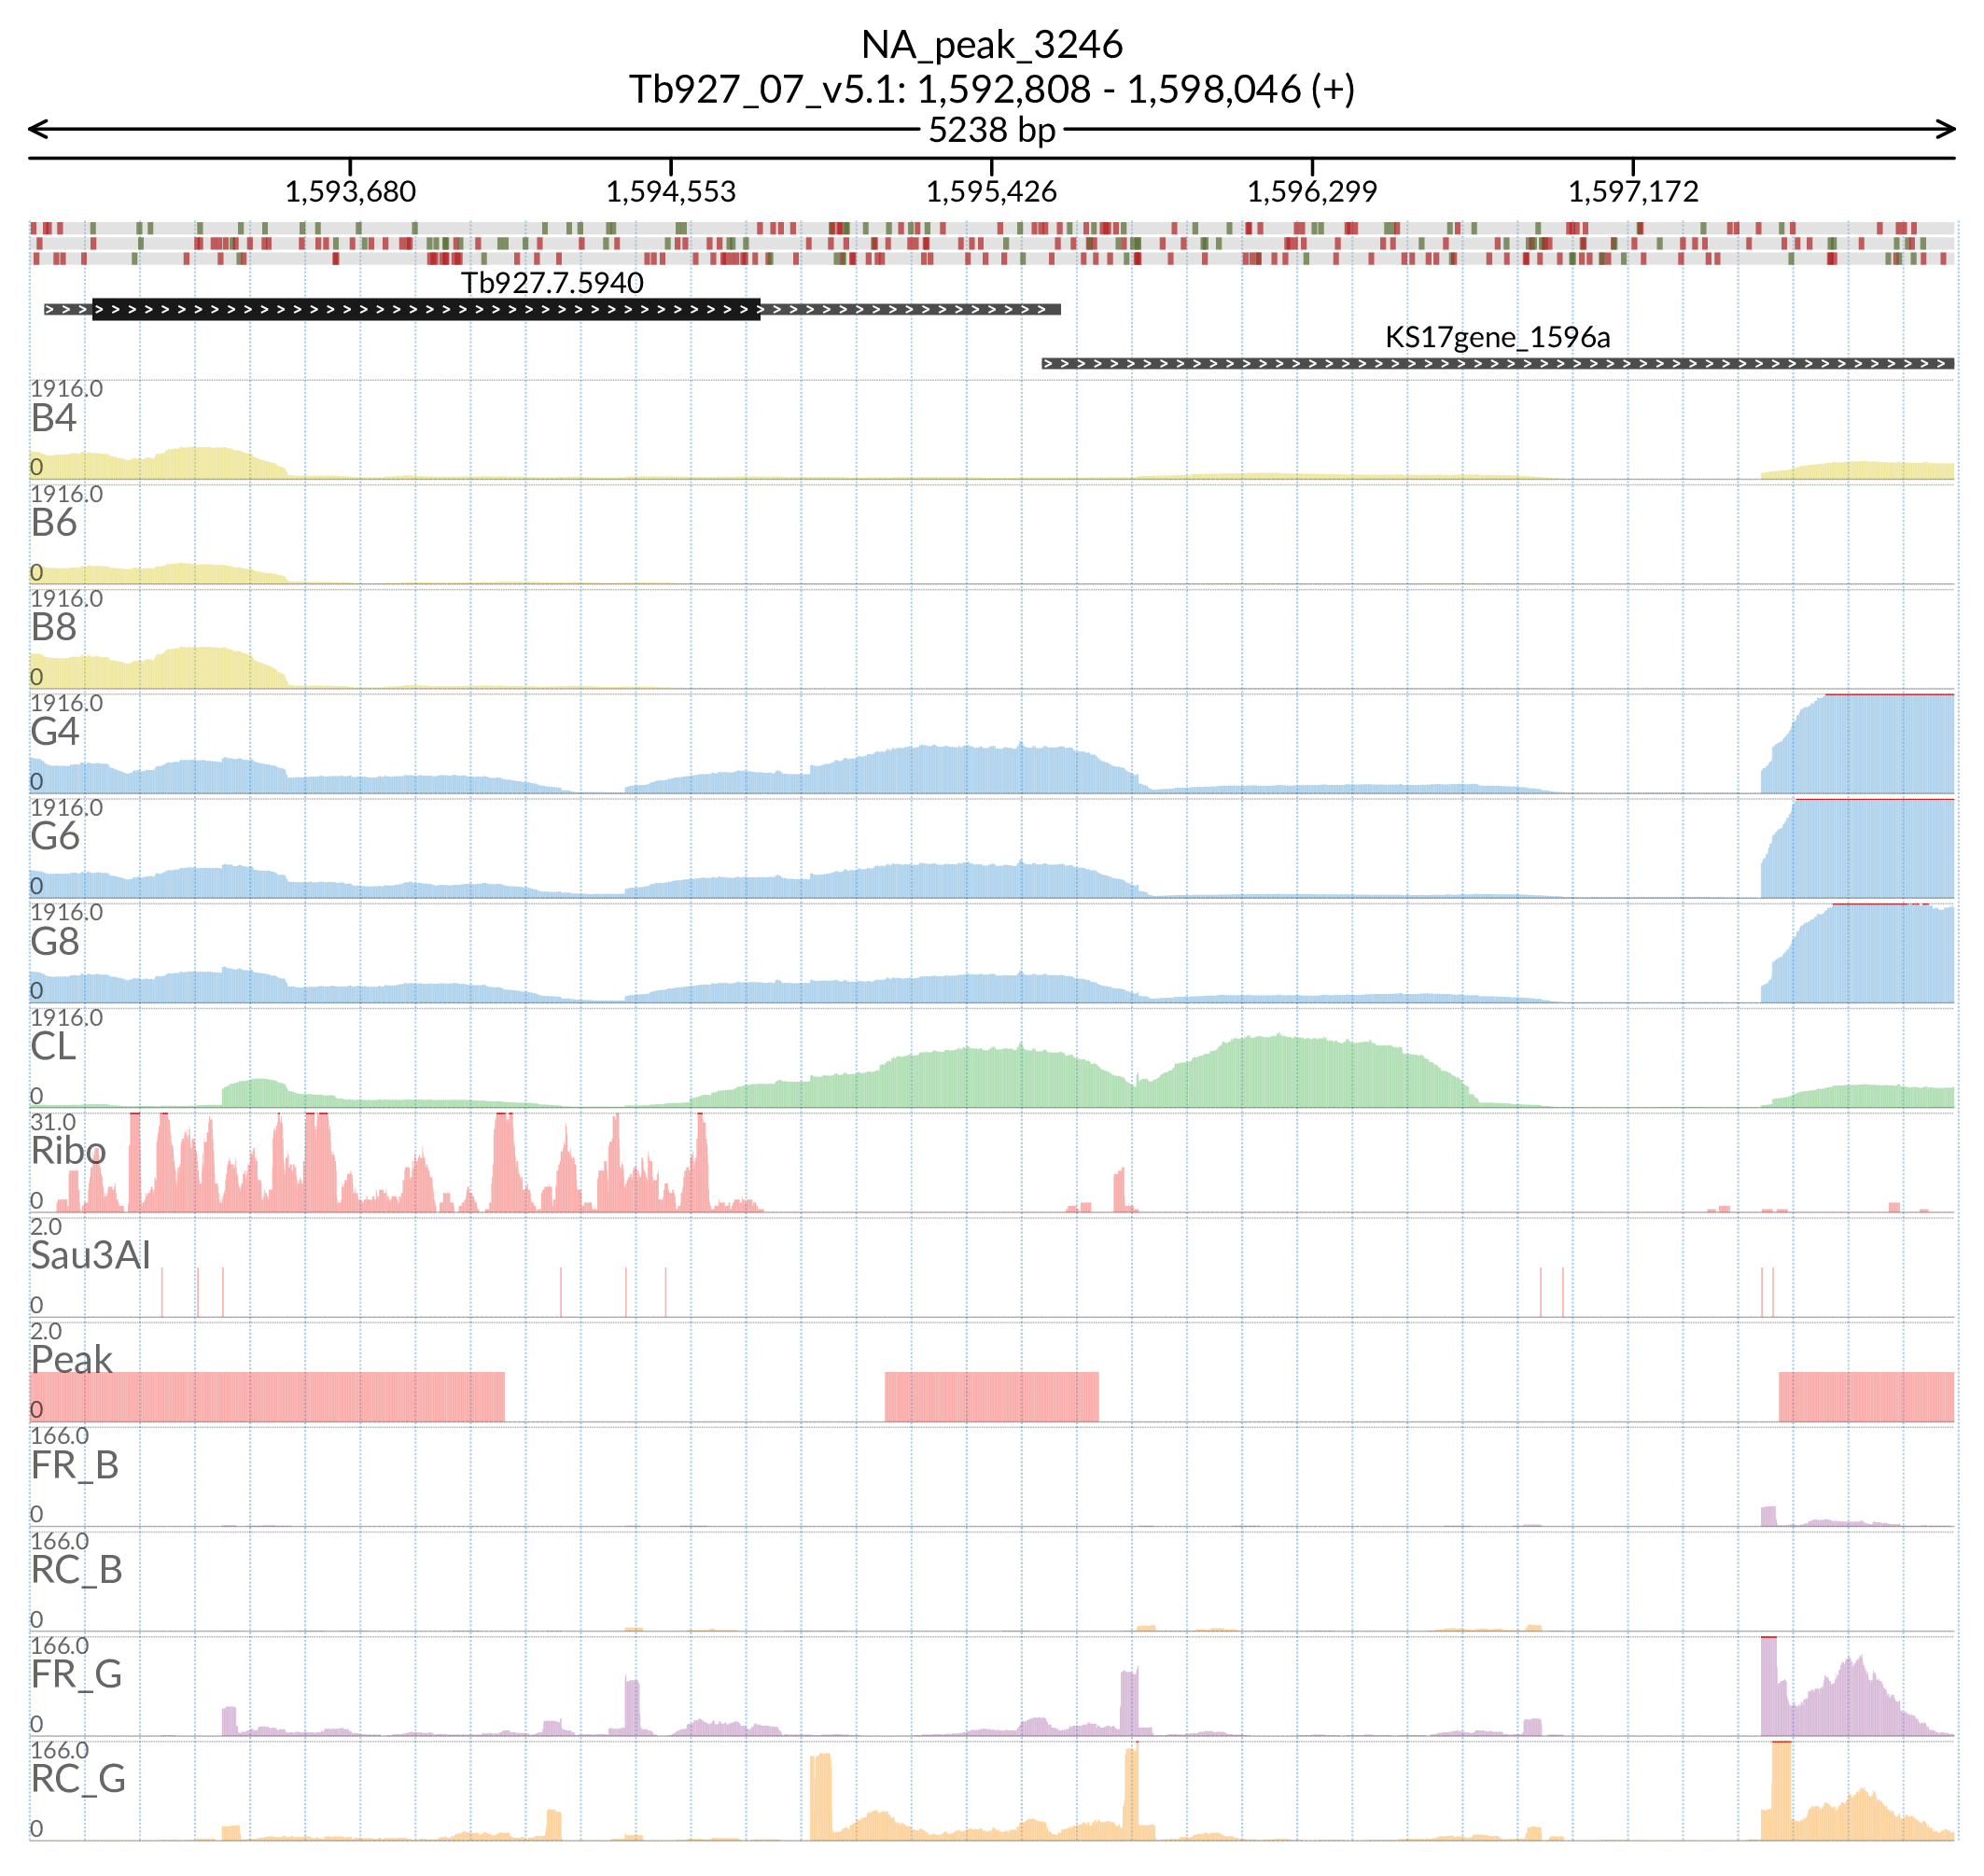 NA_peak_3246
Tb927_07_v5.1: 1,592,808 - 1,598,046 (+)
5238 bp
1,593,680 1,594,553 1,595,426 1,596,299 1,597,172
Tb927.7.5940
KS17gene_1596a
1916.0
B4
0
1916.0
B6
0
1916.0
B8
0
1916.0
G4
0
1916.0
G6
0
1916.0
G8
0
1916.0
CL
0
31.0
Ribo
0
2.0
Sau3AI
0
2.0
Peak
0
166.0
FR_B
0
166.0
RC_B
0
166.0
FR_G
0
166.0
RC_G
0